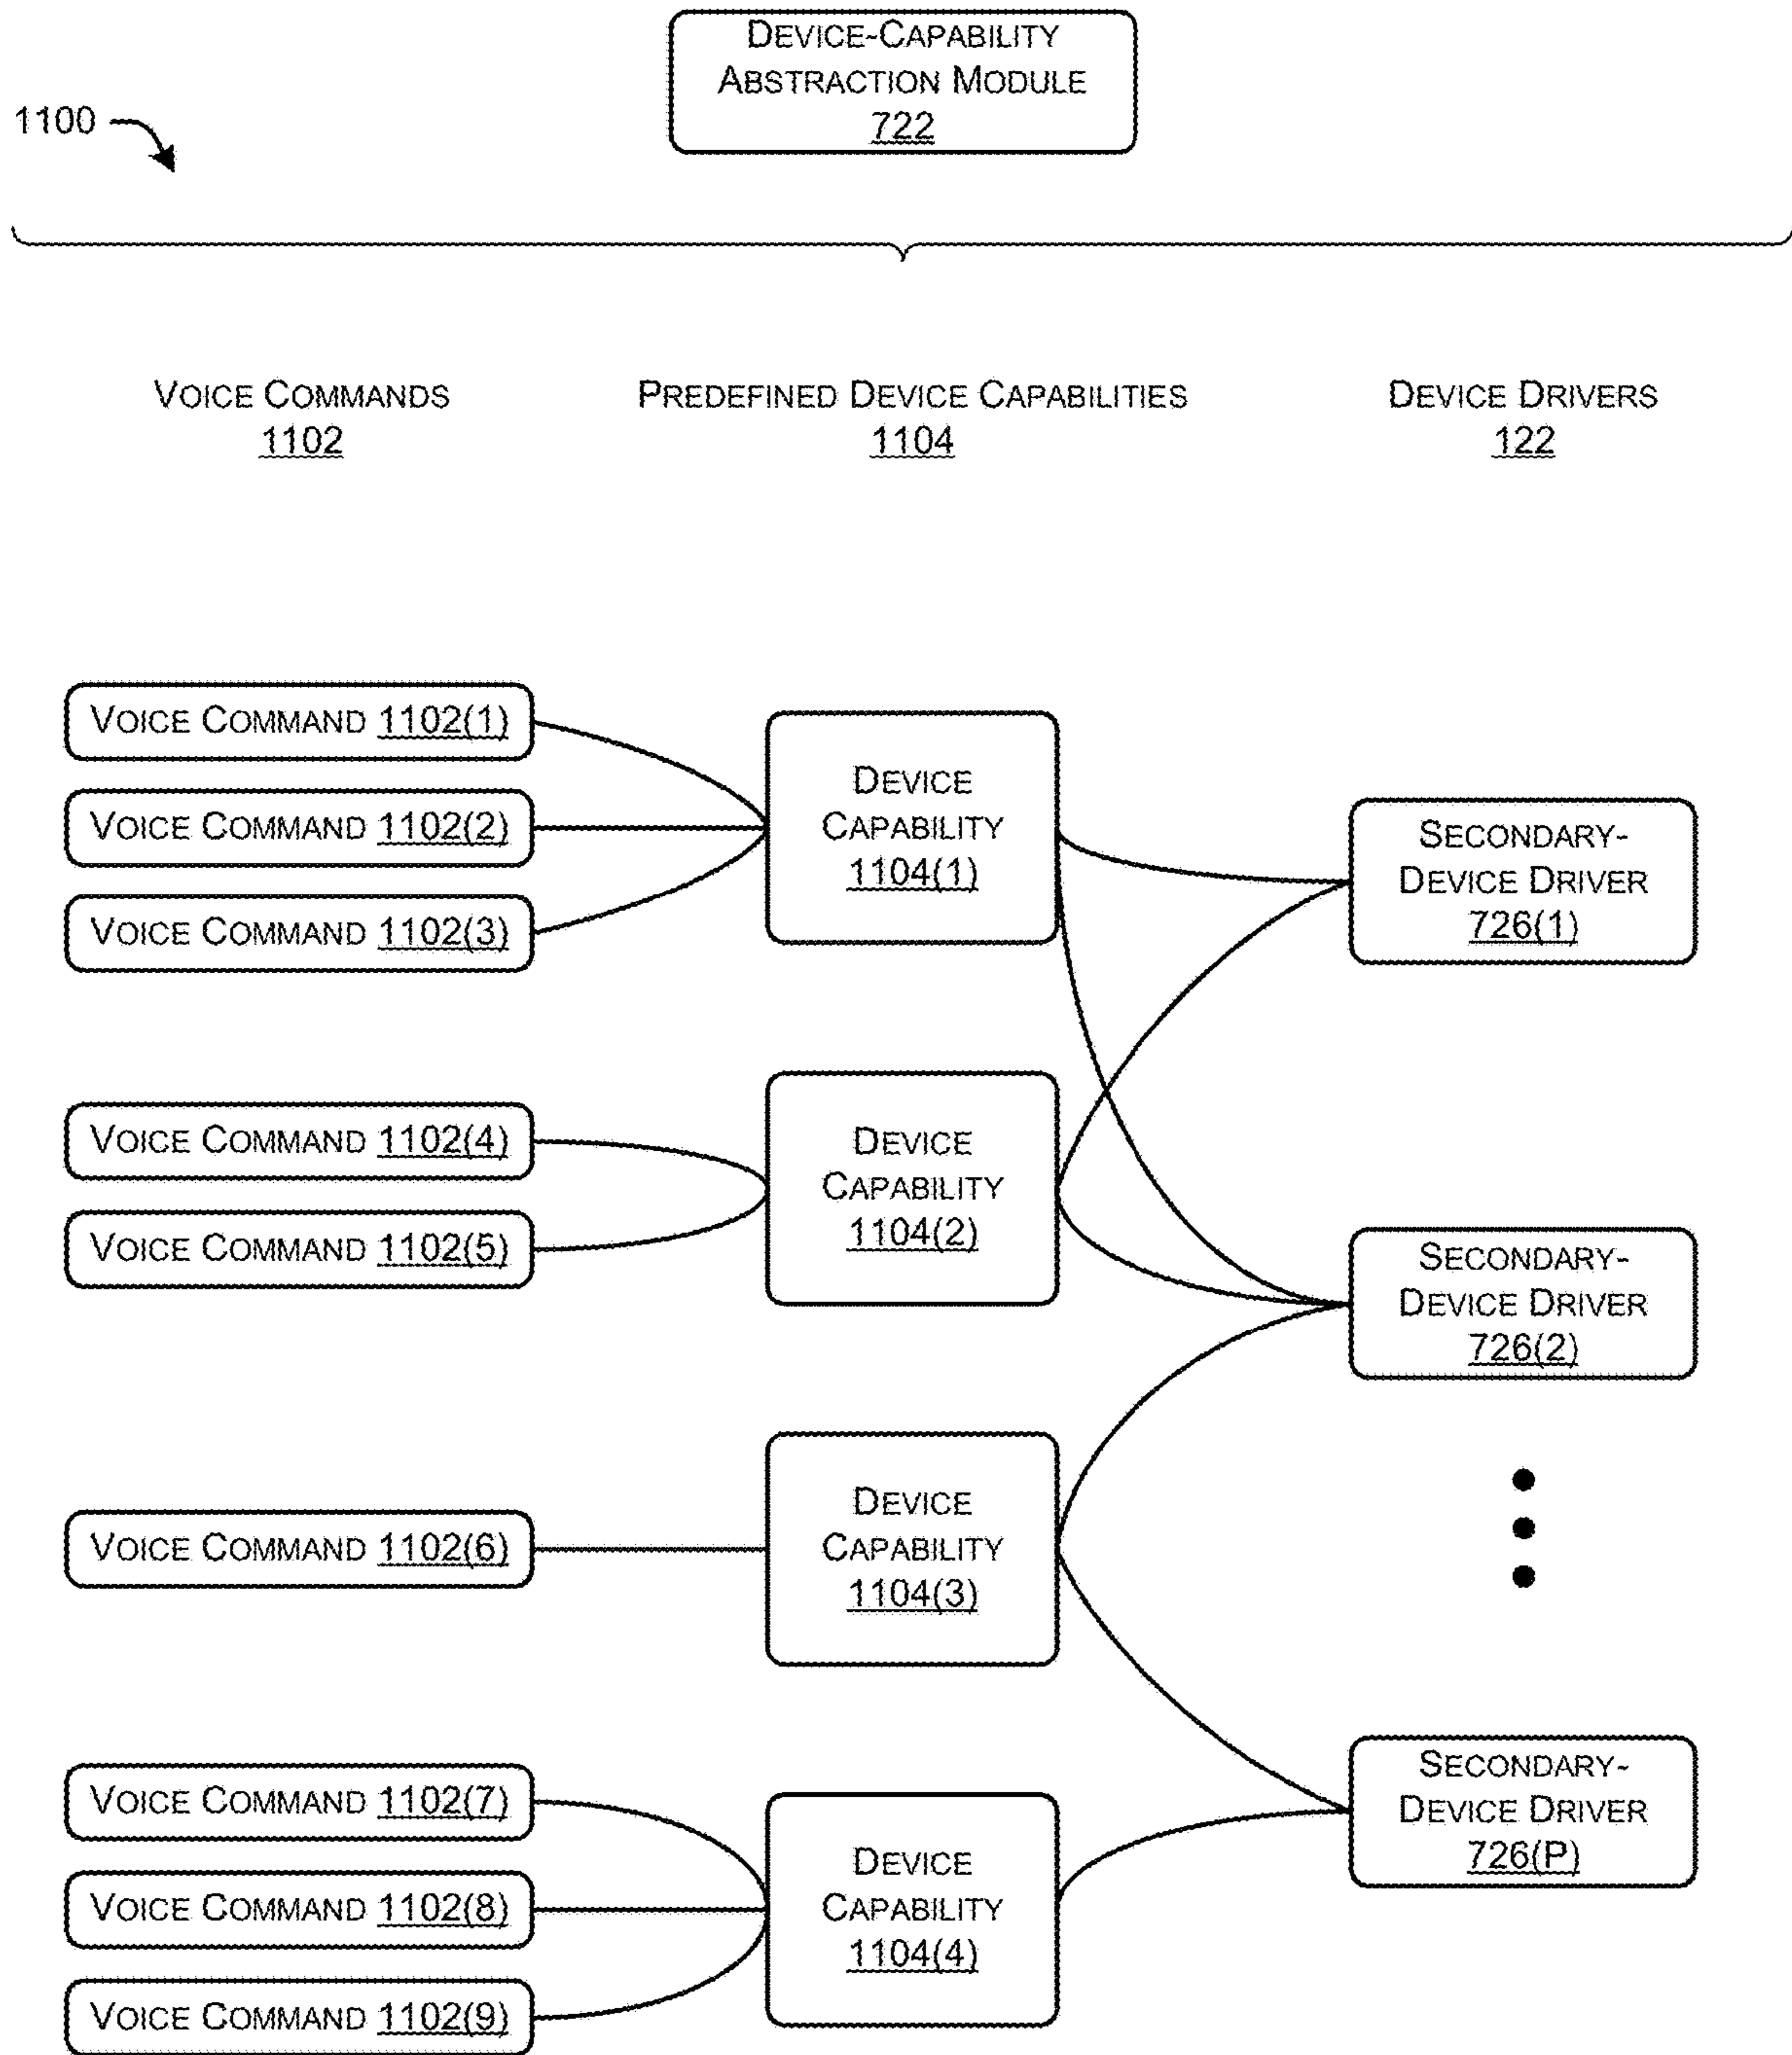 DEVICE-CAPABILITY
ABSTRACTION MODULE
722
1100
VOICE COMMANDS
1102
PREDEFINED DEVICE CAPABILITIES
1104
DEVICE DRIVERS
122
VOICE COMMAND 1102(1)
VOICE COMMAND 1102(2)
VOICE COMMAND 1102(3)
DEVICE
CAPABILITY
1104(1)
SECONDARY-
DEVICE DRIVER
726(1)
VOICE COMMAND 1102(4)
VOICE COMMAND 1102(5)
DEVICE
CAPABILITY
1104(2)
SECONDARY-
DEVICE DRIVER
726(2)
VOICE COMMAND 1102(6)
DEVICE
CAPABILITY
1104(3)
VOICE COMMAND 1102(7)
VOICE COMMAND 1102(8)
VOICE COMMAND 1102(9)
DEVICE
CAPABILITY
1104(4)
SECONDARY-
DEVICE DRIVER
726(P)